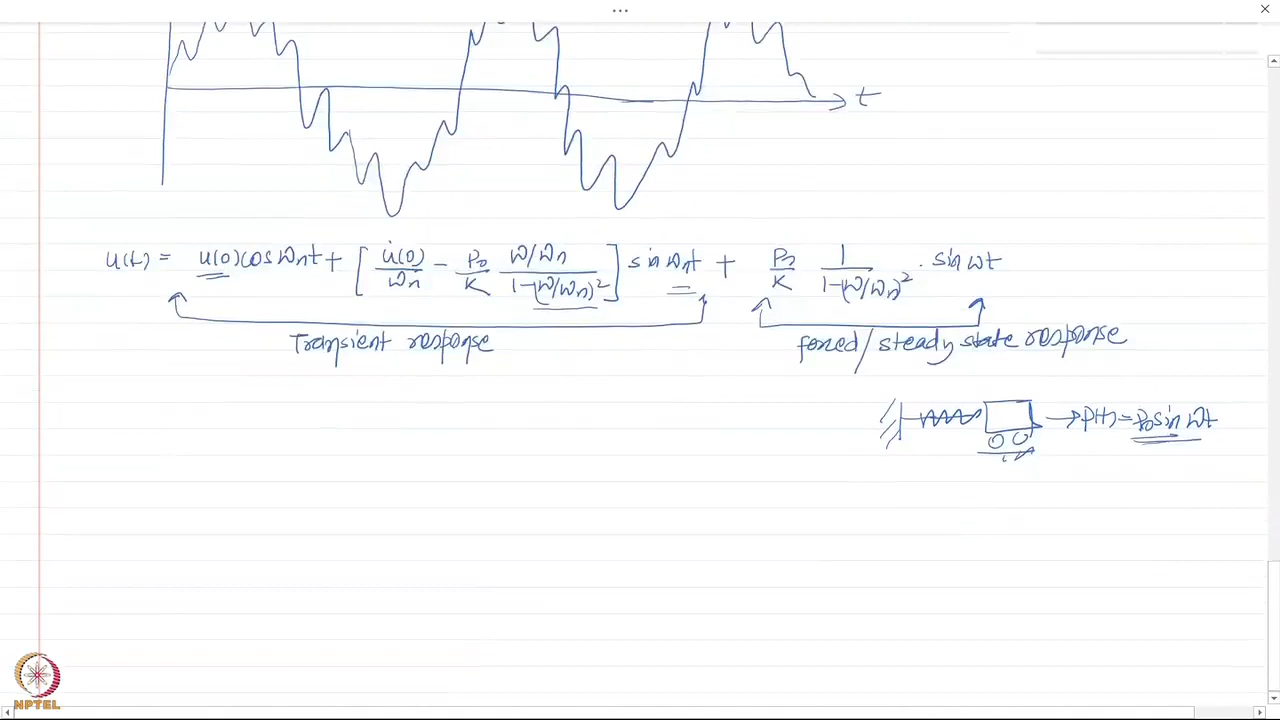 t
u(t) = u(0)cos ωnt + [ u̇(0)/ωn - P0/K (ω/ωn)/(1-(ω/ωn)²) ] sin ωnt + P0/K 1/(1-(ω/ωn)²) · sin ωt
Transient response
forced/steady state response
P(t) = P0 sin ωt
NPTEL